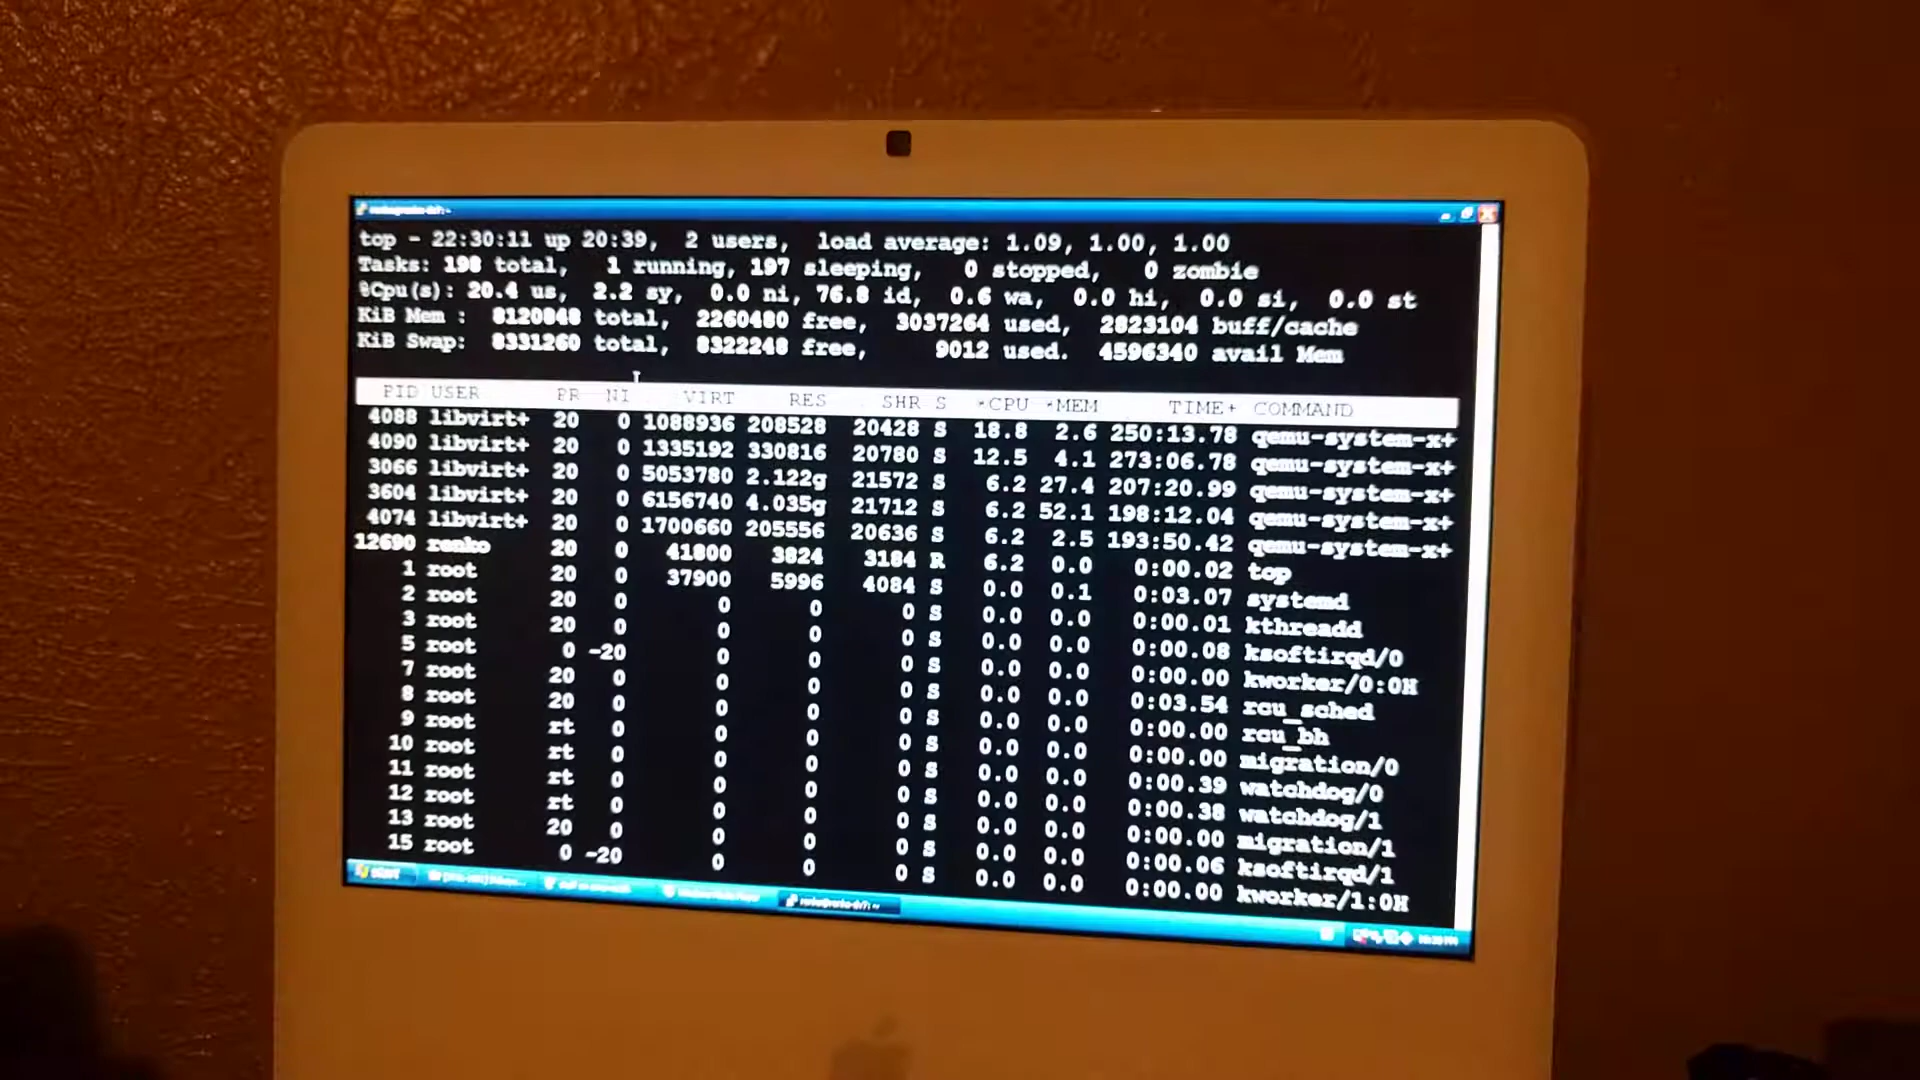 top - 22:30:11 up 20:39,  2 users,  load average: 1.09, 1.00, 1.00
Tasks: 198 total,   1 running, 197 sleeping,   0 stopped,   0 zombie
%Cpu(s): 20.4 us,  2.2 sy,  0.0 ni, 76.8 id,  0.6 wa,  0.0 hi,  0.0 si,  0.0 st
KiB Mem :  8120848 total,  2260480 free,  3037264 used,  2823104 buff/cache
KiB Swap:  8331260 total,  8322248 free,     9012 used.  4596340 avail Mem
PID USER PR NI VIRT RES SHR S %CPU %MEM TIME+ COMMAND
4088 libvirt+ 20 0 1088936 208528 20428 S 18.8 2.6 250:13.78 qemu-system-x+
4090 libvirt+ 20 0 1335192 330816 20780 S 12.5 4.1 273:06.78 qemu-system-x+
3066 libvirt+ 20 0 5053780 2.122g 21572 S 6.2 27.4 207:20.99 qemu-system-x+
3604 libvirt+ 20 0 6156740 4.035g 21712 S 6.2 52.1 198:12.04 qemu-system-x+
4074 libvirt+ 20 0 1700660 205556 20636 S 6.2 2.5 193:50.42 qemu-system-x+
12690 renko 20 0 41800 3824 3184 R 6.2 0.0 0:00.02 top
1 root 20 0 37900 5996 4084 S 0.0 0.1 0:03.07 systemd
2 root 20 0 0 0 0 S 0.0 0.0 0:00.01 kthreadd
3 root 20 0 0 0 0 S 0.0 0.0 0:00.08 ksoftirqd/0
5 root 0 -20 0 0 0 S 0.0 0.0 0:00.00 kworker/0:0H
7 root 20 0 0 0 0 S 0.0 0.0 0:03.54 rcu_sched
8 root 20 0 0 0 0 S 0.0 0.0 0:00.00 rcu_bh
9 root rt 0 0 0 0 S 0.0 0.0 0:00.00 migration/0
10 root rt 0 0 0 0 S 0.0 0.0 0:00.39 watchdog/0
11 root rt 0 0 0 0 S 0.0 0.0 0:00.38 watchdog/1
12 root rt 0 0 0 0 S 0.0 0.0 0:00.00 migration/1
13 root 20 0 0 0 0 S 0.0 0.0 0:00.06 ksoftirqd/1
15 root 0 -20 0 0 0 S 0.0 0.0 0:00.00 kworker/1:0H
start